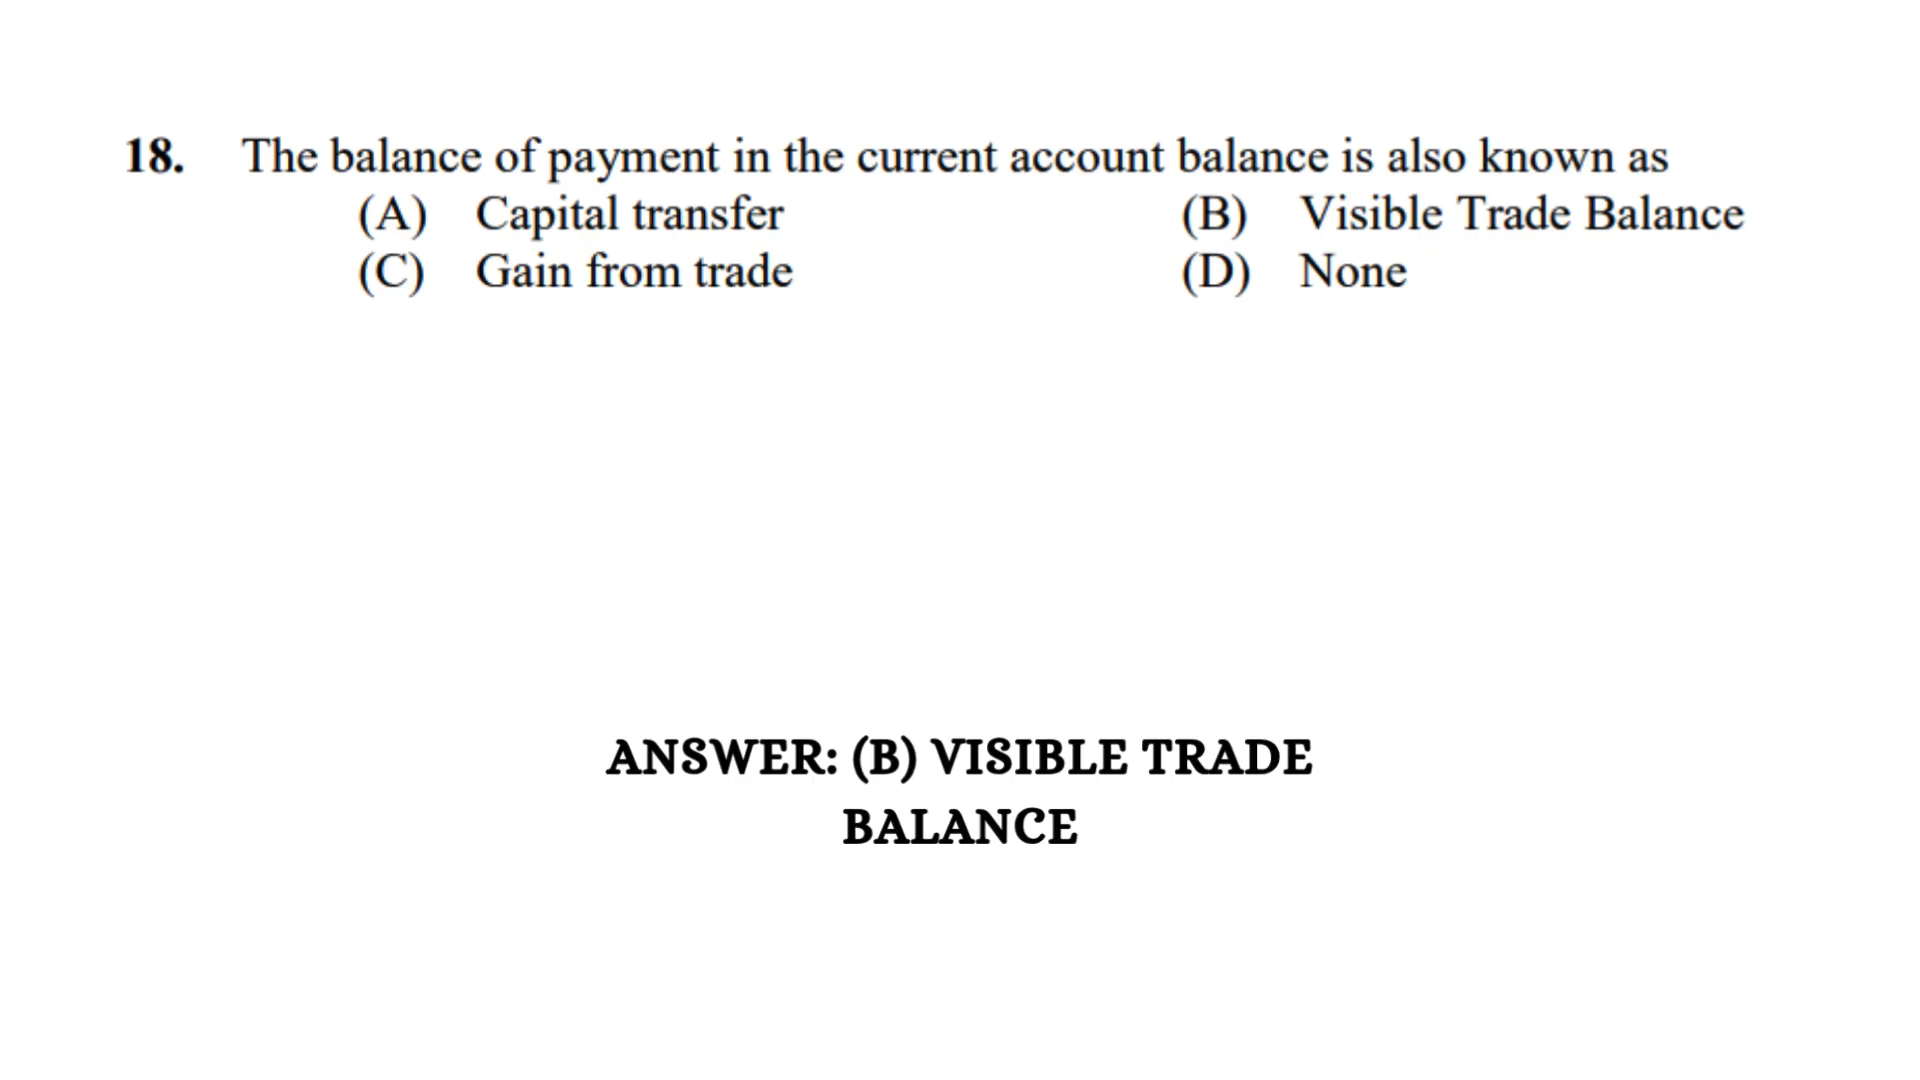 18. The balance of payment in the current account balance is also known as
(A) Capital transfer (B) Visible Trade Balance
(C) Gain from trade (D) None
ANSWER: (B) VISIBLE TRADE
BALANCE